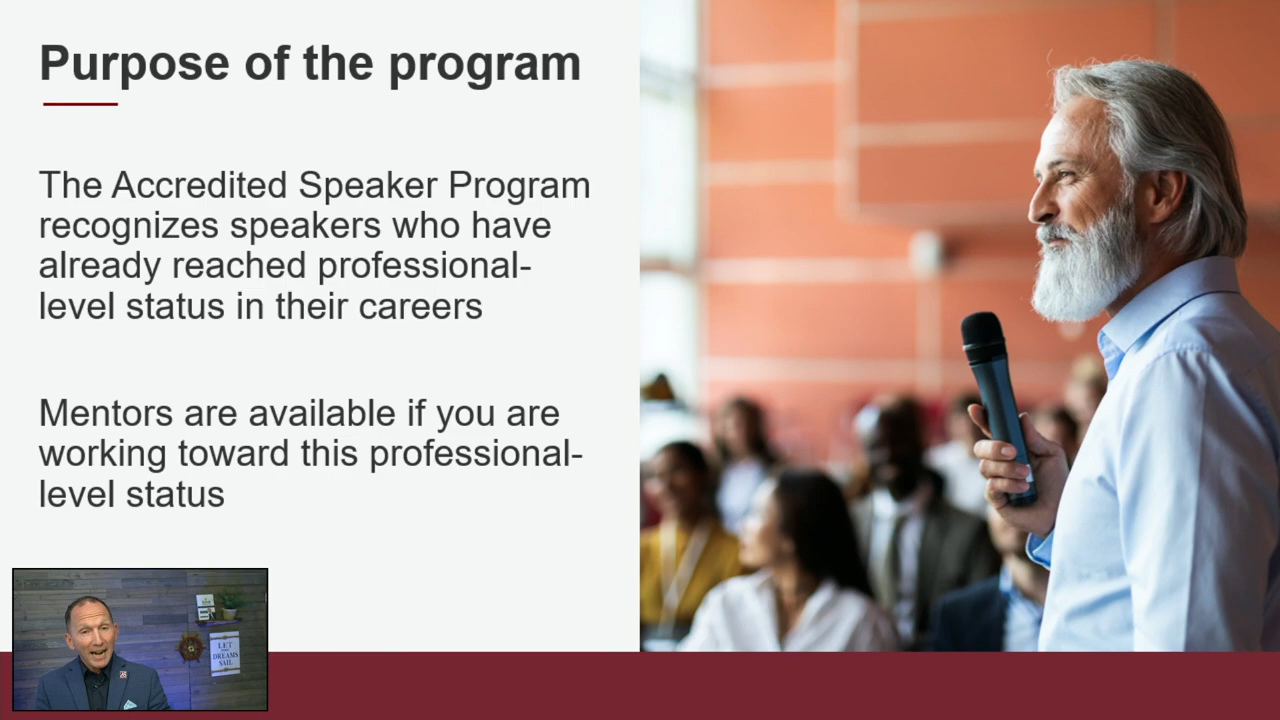 Purpose of the program
The Accredited Speaker Program
recognizes speakers who have
already reached professional-
level status in their careers
Mentors are available if you are
working toward this professional-
level status
LET
DREAMS
SAIL